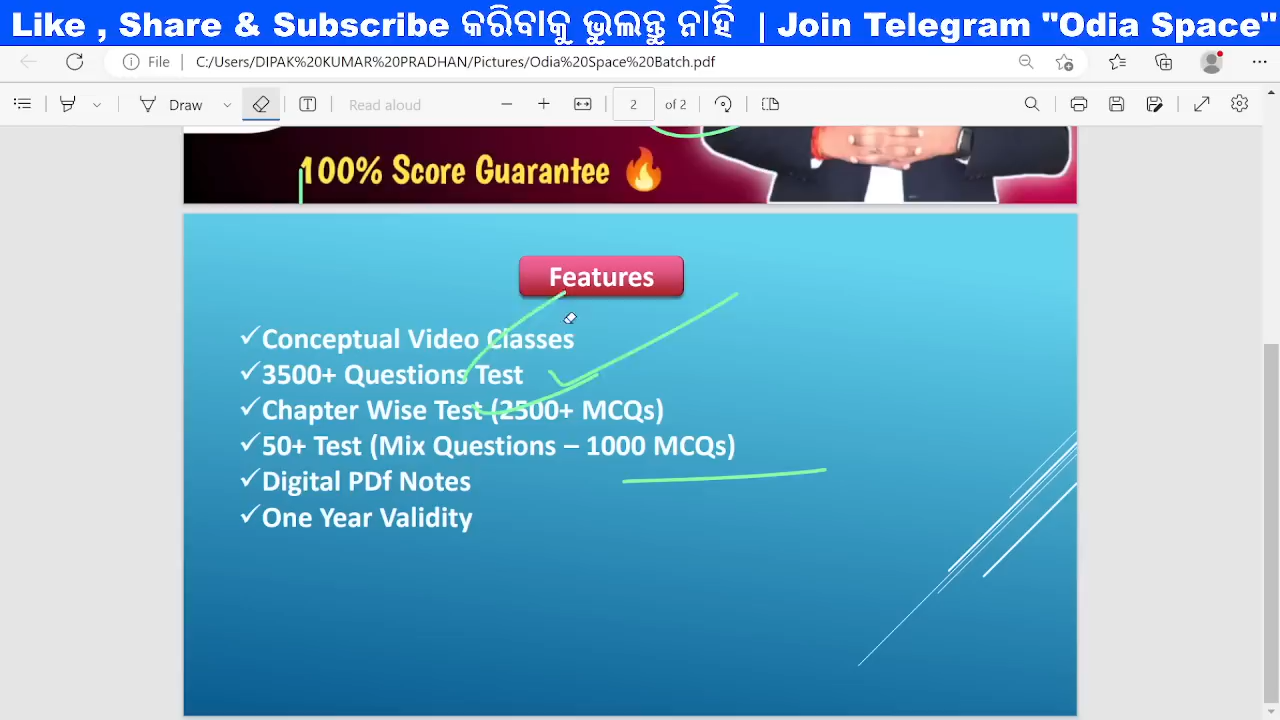 Like , Share & Subscribe କରିବାକୁ ଭୁଲନ୍ତୁ ନାହିଁ | Join Telegram "Odia Space"
File | C:/Users/DIPAK%20KUMAR%20PRADHAN/Pictures/Odia%20Space%20Batch.pdf
Draw Read aloud 2 of 2
100% Score Guarantee 🔥
Features
✓Conceptual Video Classes
✓3500+ Questions Test
✓Chapter Wise Test (2500+ MCQs)
✓50+ Test (Mix Questions – 1000 MCQs)
✓Digital PDf Notes
✓One Year Validity